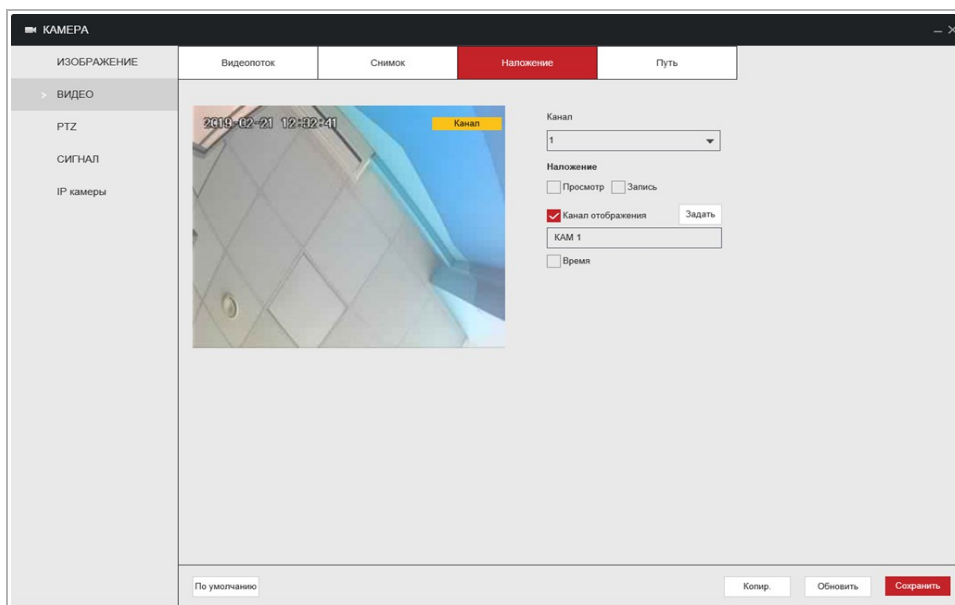 КАМЕРА
ИЗОБРАЖЕНИЕ
ВИДЕО
PTZ
СИГНАЛ
IP камеры
Видеопоток Снимок Наложение Путь
2019-02-21 12:32:41 Канал
Канал
1
Наложение
Просмотр Запись
Канал отображения Задать
КАМ 1
Время
По умолчанию Копир. Обновить Сохранить